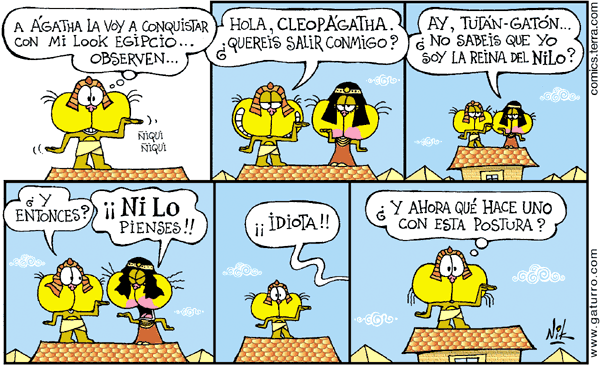 A ÁGATHA LA VOY A CONQUISTAR
CON MI LOOK EGIPCIO...
OBSERVEN...
ÑIQUI
ÑIQUI
HOLA, CLEOPÁGATHA.
¿QUEREIS SALIR CONMIGO?
AY, TUTÁN-GATÓN...
¿NO SABEIS QUE YO
SOY LA REINA DEL NILO?
comics.terra.com
¿Y
ENTONCES?
¡¡NI LO
PIENSES!!
¡¡IDIOTA!!
¿Y AHORA QUÉ HACE UNO
CON ESTA POSTURA?
NiK
www.gaturro.com